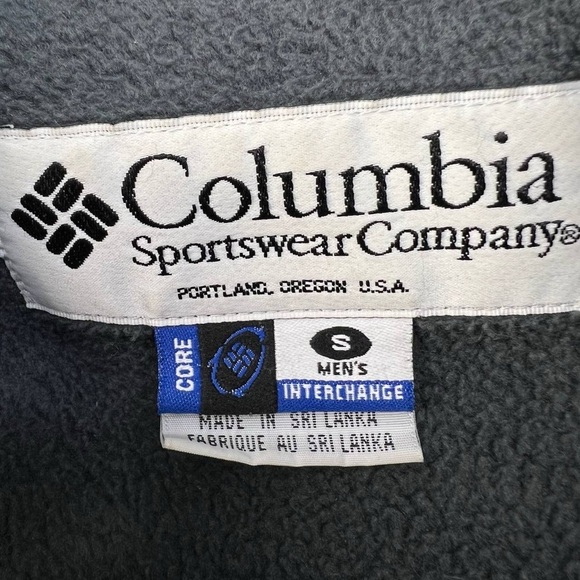 Columbia
Sportswear Company®
PORTLAND, OREGON U.S.A.
CORE
S
MEN'S
INTERCHANGE
MADE IN SRI LANKA
FABRIQUE AU SRI LANKA